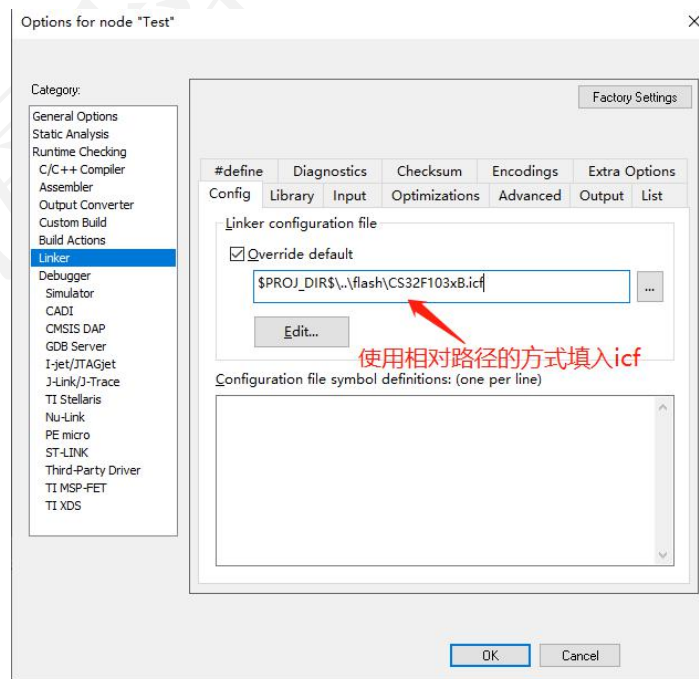 Options for node "Test"
Category:
Factory Settings
General Options
Static Analysis
Runtime Checking
C/C++ Compiler
Assembler
Output Converter
Custom Build
Build Actions
Linker
Debugger
Simulator
CADI
CMSIS DAP
GDB Server
I-jet/JTAGjet
J-Link/J-Trace
TI Stellaris
Nu-Link
PE micro
ST-LINK
Third-Party Driver
TI MSP-FET
TI XDS
#define Diagnostics Checksum Encodings Extra Options
Config Library Input Optimizations Advanced Output List
Linker configuration file
Override default
$PROJ_DIR$\..\flash\CS32F103xB.icf
...
Edit...
使用相对路径的方式填入icf
Configuration file symbol definitions: (one per line)
OK Cancel